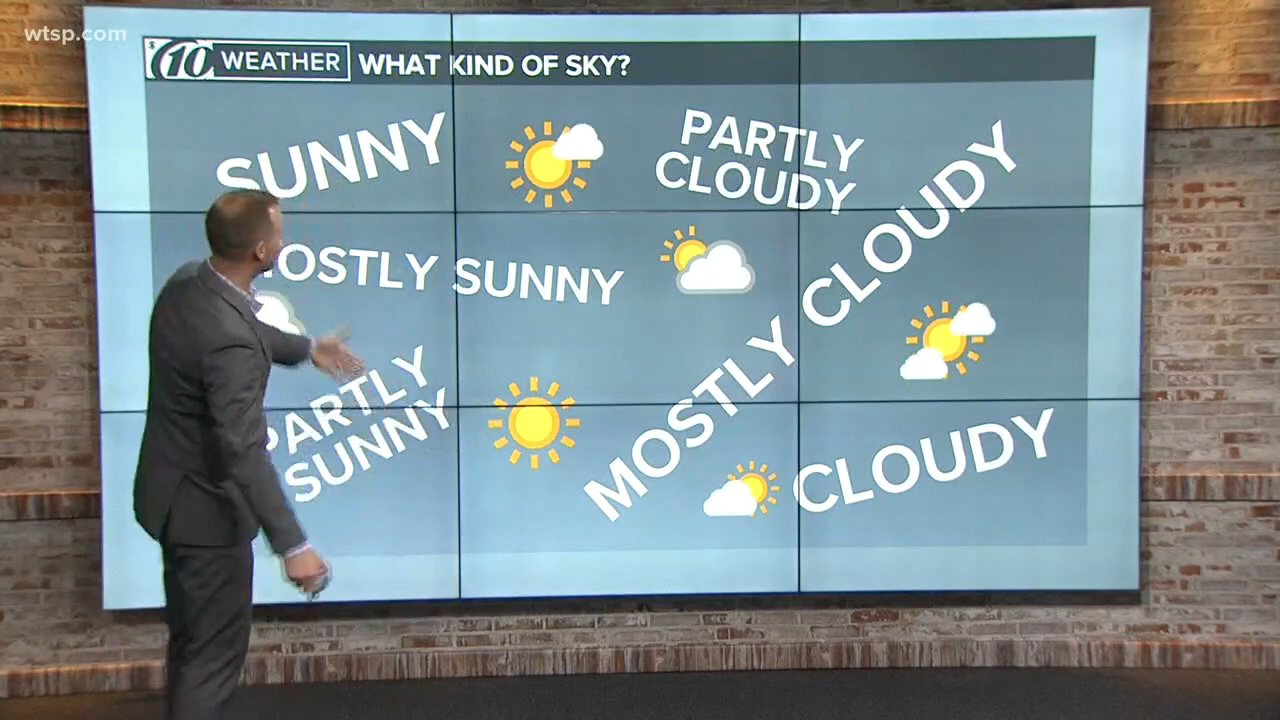 wtsp.com
10 WEATHER WHAT KIND OF SKY?
SUNNY
PARTLY
CLOUDY
OSTLY SUNNY
MOSTLY CLOUDY
PARTLY
SUNNY
CLOUDY